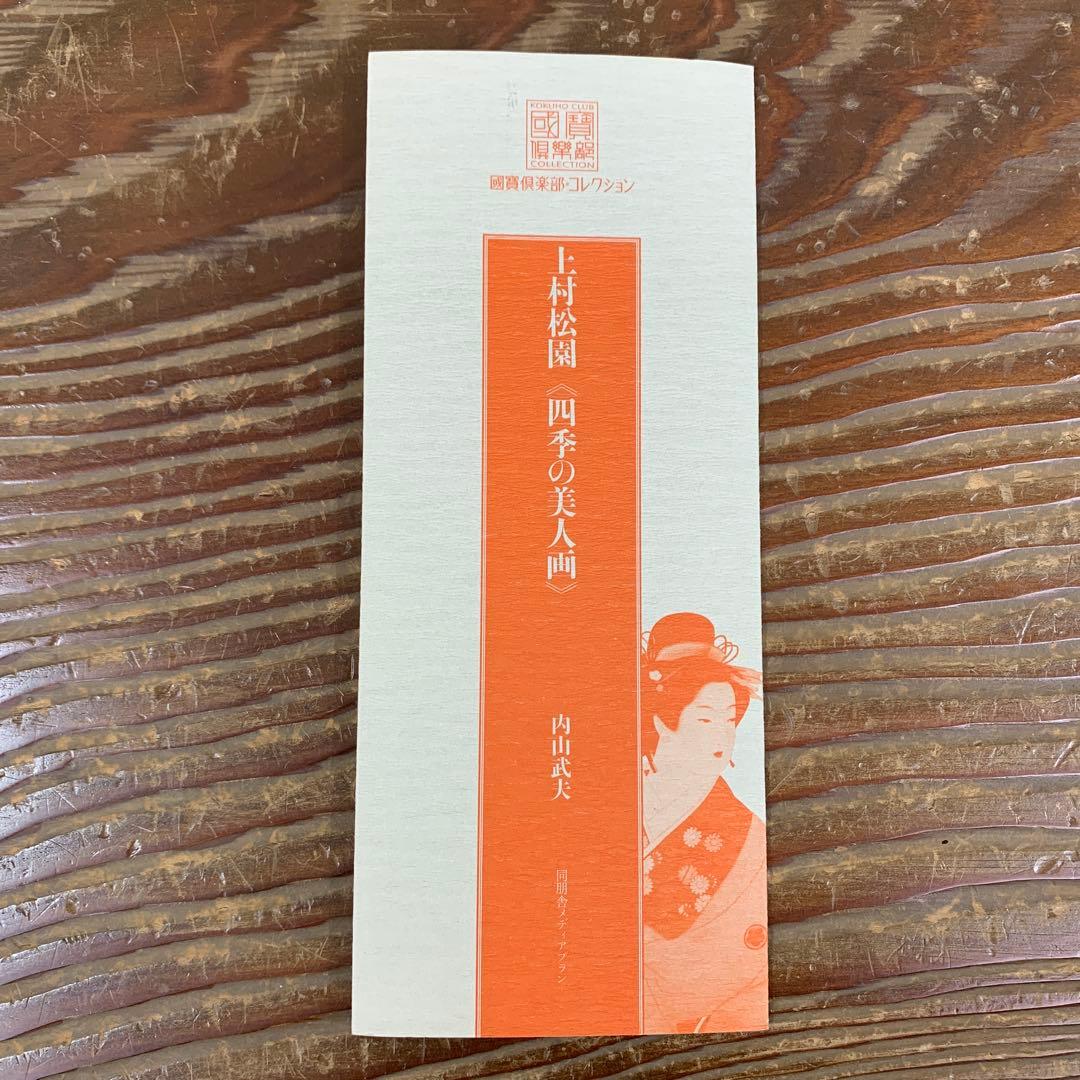 KOKUHO CLUB
國寶
倶樂部
COLLECTION
國寶倶楽部・コレクション
上村松園《四季の美人画》
内山武夫
同朋舎メディアプラン